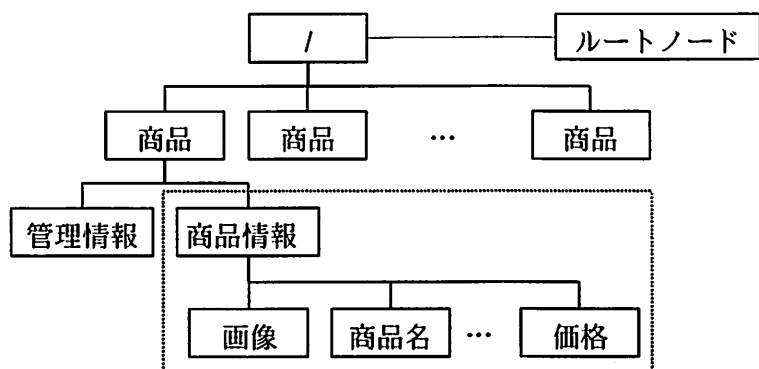 /
ルートノード
商品 商品 … 商品
管理情報 商品情報
画像 商品名 … 価格